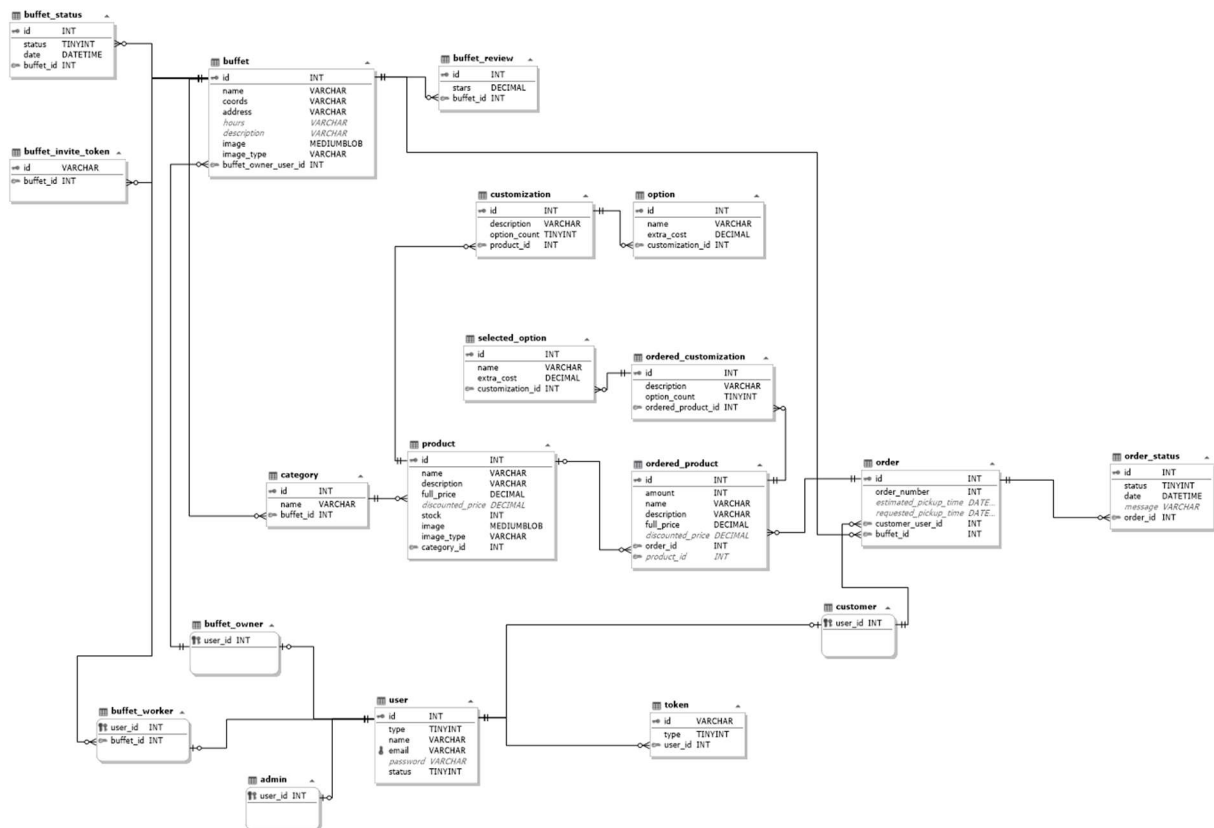 buffet_status
id INT
status TINYINT
date DATETIME
buffet_id INT
buffet
id INT
name VARCHAR
coords VARCHAR
address VARCHAR
hours VARCHAR
description VARCHAR
image MEDIUMBLOB
image_type VARCHAR
buffet_owner_user_id INT
buffet_review
id INT
stars DECIMAL
buffet_id INT
buffet_invite_token
id VARCHAR
buffet_id INT
customization
id INT
description VARCHAR
option_count TINYINT
product_id INT
option
id INT
name VARCHAR
extra_cost DECIMAL
customization_id INT
selected_option
id INT
name VARCHAR
extra_cost DECIMAL
customization_id INT
ordered_customization
id INT
description VARCHAR
option_count TINYINT
ordered_product_id INT
category
id INT
name VARCHAR
buffet_id INT
product
id INT
name VARCHAR
description VARCHAR
full_price DECIMAL
discounted_price DECIMAL
stock INT
image MEDIUMBLOB
image_type VARCHAR
category_id INT
ordered_product
id INT
amount INT
name VARCHAR
description VARCHAR
full_price DECIMAL
discounted_price DECIMAL
order_id INT
product_id INT
order
id INT
order_number INT
estimated_pickup_time DATE...
requested_pickup_time DATE...
customer_user_id INT
buffet_id INT
order_status
id INT
status TINYINT
date DATETIME
message VARCHAR
order_id INT
buffet_owner
user_id INT
customer
user_id INT
buffet_worker
user_id INT
buffet_id INT
user
id INT
type TINYINT
name VARCHAR
email VARCHAR
password VARCHAR
status TINYINT
token
id VARCHAR
type TINYINT
user_id INT
admin
user_id INT